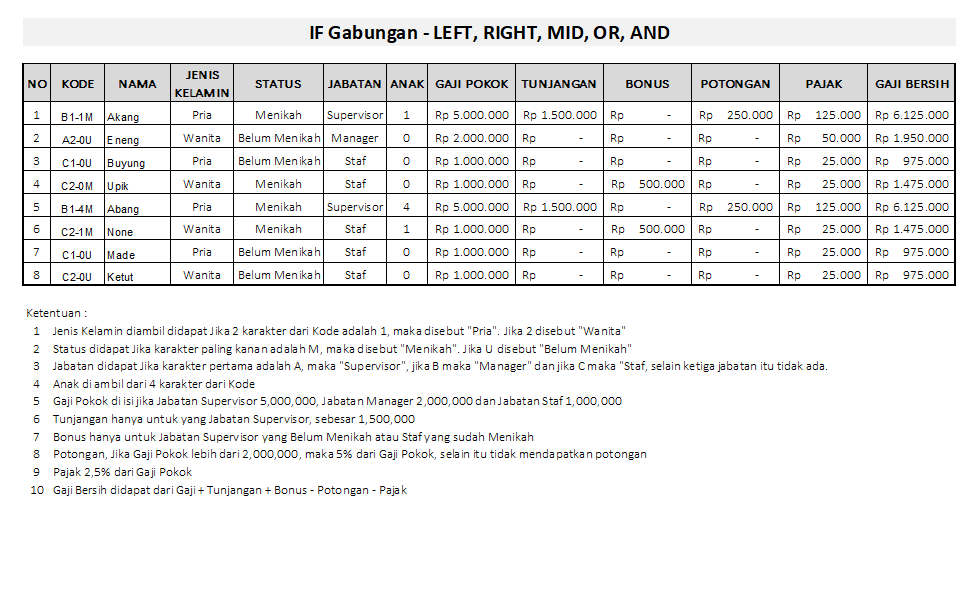 IF Gabungan - LEFT, RIGHT, MID, OR, AND
NO KODE NAMA JENIS KELAMIN STATUS JABATAN ANAK GAJI POKOK TUNJANGAN BONUS POTONGAN PAJAK GAJI BERSIH
1 B1-1M Akang Pria Menikah Supervisor 1 Rp 5.000.000 Rp 1.500.000 Rp - Rp 250.000 Rp 125.000 Rp 6.125.000
2 A2-0U Eneng Wanita Belum Menikah Manager 0 Rp 2.000.000 Rp - Rp - Rp - Rp 50.000 Rp 1.950.000
3 C1-0U Buyung Pria Belum Menikah Staf 0 Rp 1.000.000 Rp - Rp - Rp - Rp 25.000 Rp 975.000
4 C2-0M Upik Wanita Menikah Staf 0 Rp 1.000.000 Rp - Rp 500.000 Rp - Rp 25.000 Rp 1.475.000
5 B1-4M Abang Pria Menikah Supervisor 4 Rp 5.000.000 Rp 1.500.000 Rp - Rp 250.000 Rp 125.000 Rp 6.125.000
6 C2-1M None Wanita Menikah Staf 1 Rp 1.000.000 Rp - Rp 500.000 Rp - Rp 25.000 Rp 1.475.000
7 C1-0U Made Pria Belum Menikah Staf 0 Rp 1.000.000 Rp - Rp - Rp - Rp 25.000 Rp 975.000
8 C2-0U Ketut Wanita Belum Menikah Staf 0 Rp 1.000.000 Rp - Rp - Rp - Rp 25.000 Rp 975.000
Ketentuan :
1 Jenis Kelamin diambil didapat Jika 2 karakter dari Kode adalah 1, maka disebut "Pria". Jika 2 disebut "Wanita"
2 Status didapat Jika karakter paling kanan adalah M, maka disebut "Menikah". Jika U disebut "Belum Menikah"
3 Jabatan didapat Jika karakter pertama adalah A, maka "Supervisor", jika B maka "Manager" dan jika C maka "Staf, selain ketiga jabatan itu tidak ada.
4 Anak di ambil dari 4 karakter dari Kode
5 Gaji Pokok di isi jika Jabatan Supervisor 5,000,000, Jabatan Manager 2,000,000 dan Jabatan Staf 1,000,000
6 Tunjangan hanya untuk yang Jabatan Supervisor, sebesar 1,500,000
7 Bonus hanya untuk Jabatan Supervisor yang Belum Menikah atau Staf yang sudah Menikah
8 Potongan, Jika Gaji Pokok lebih dari 2,000,000, maka 5% dari Gaji Pokok, selain itu tidak mendapatkan potongan
9 Pajak 2,5% dari Gaji Pokok
10 Gaji Bersih didapat dari Gaji + Tunjangan + Bonus - Potongan - Pajak